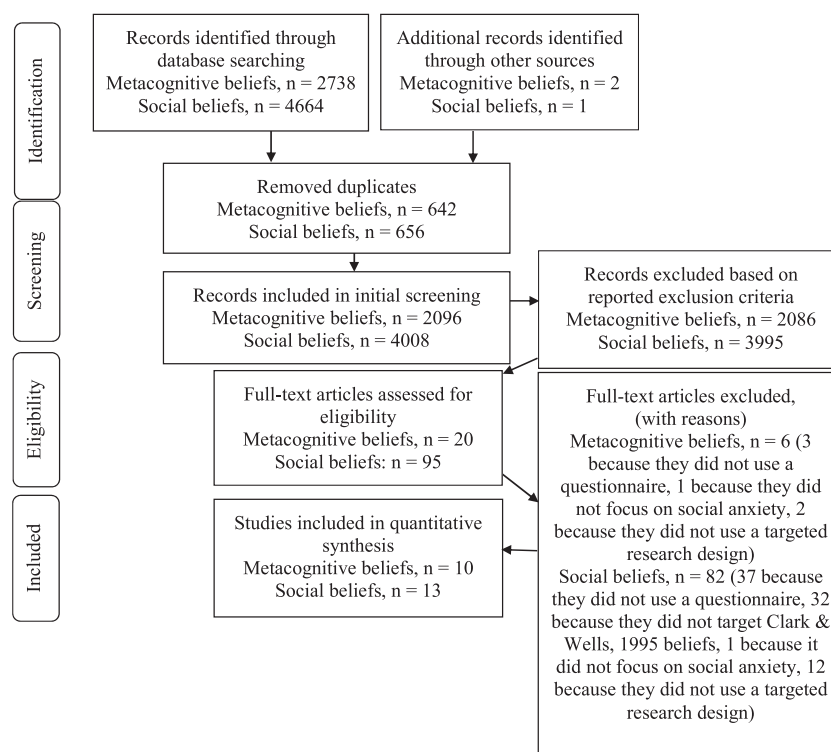 Identification
Records identified through
database searching
Metacognitive beliefs, n = 2738
Social beliefs, n = 4664
Additional records identified
through other sources
Metacognitive beliefs, n = 2
Social beliefs, n = 1
Removed duplicates
Metacognitive beliefs, n = 642
Social beliefs, n = 656
Screening
Records included in initial screening
Metacognitive beliefs, n = 2096
Social beliefs, n = 4008
Records excluded based on
reported exclusion criteria
Metacognitive beliefs, n = 2086
Social beliefs, n = 3995
Eligibility
Full-text articles assessed for
eligibility
Metacognitive beliefs, n = 20
Social beliefs: n = 95
Full-text articles excluded,
(with reasons)
Metacognitive beliefs, n = 6 (3
because they did not use a
questionnaire, 1 because they did
not focus on social anxiety, 2
because they did not use a targeted
research design)
Social beliefs, n = 82 (37 because
they did not use a questionnaire, 32
because they did not target Clark &
Wells, 1995 beliefs, 1 because it
did not focus on social anxiety, 12
because they did not use a targeted
research design)
Included
Studies included in quantitative
synthesis
Metacognitive beliefs, n = 10
Social beliefs, n = 13